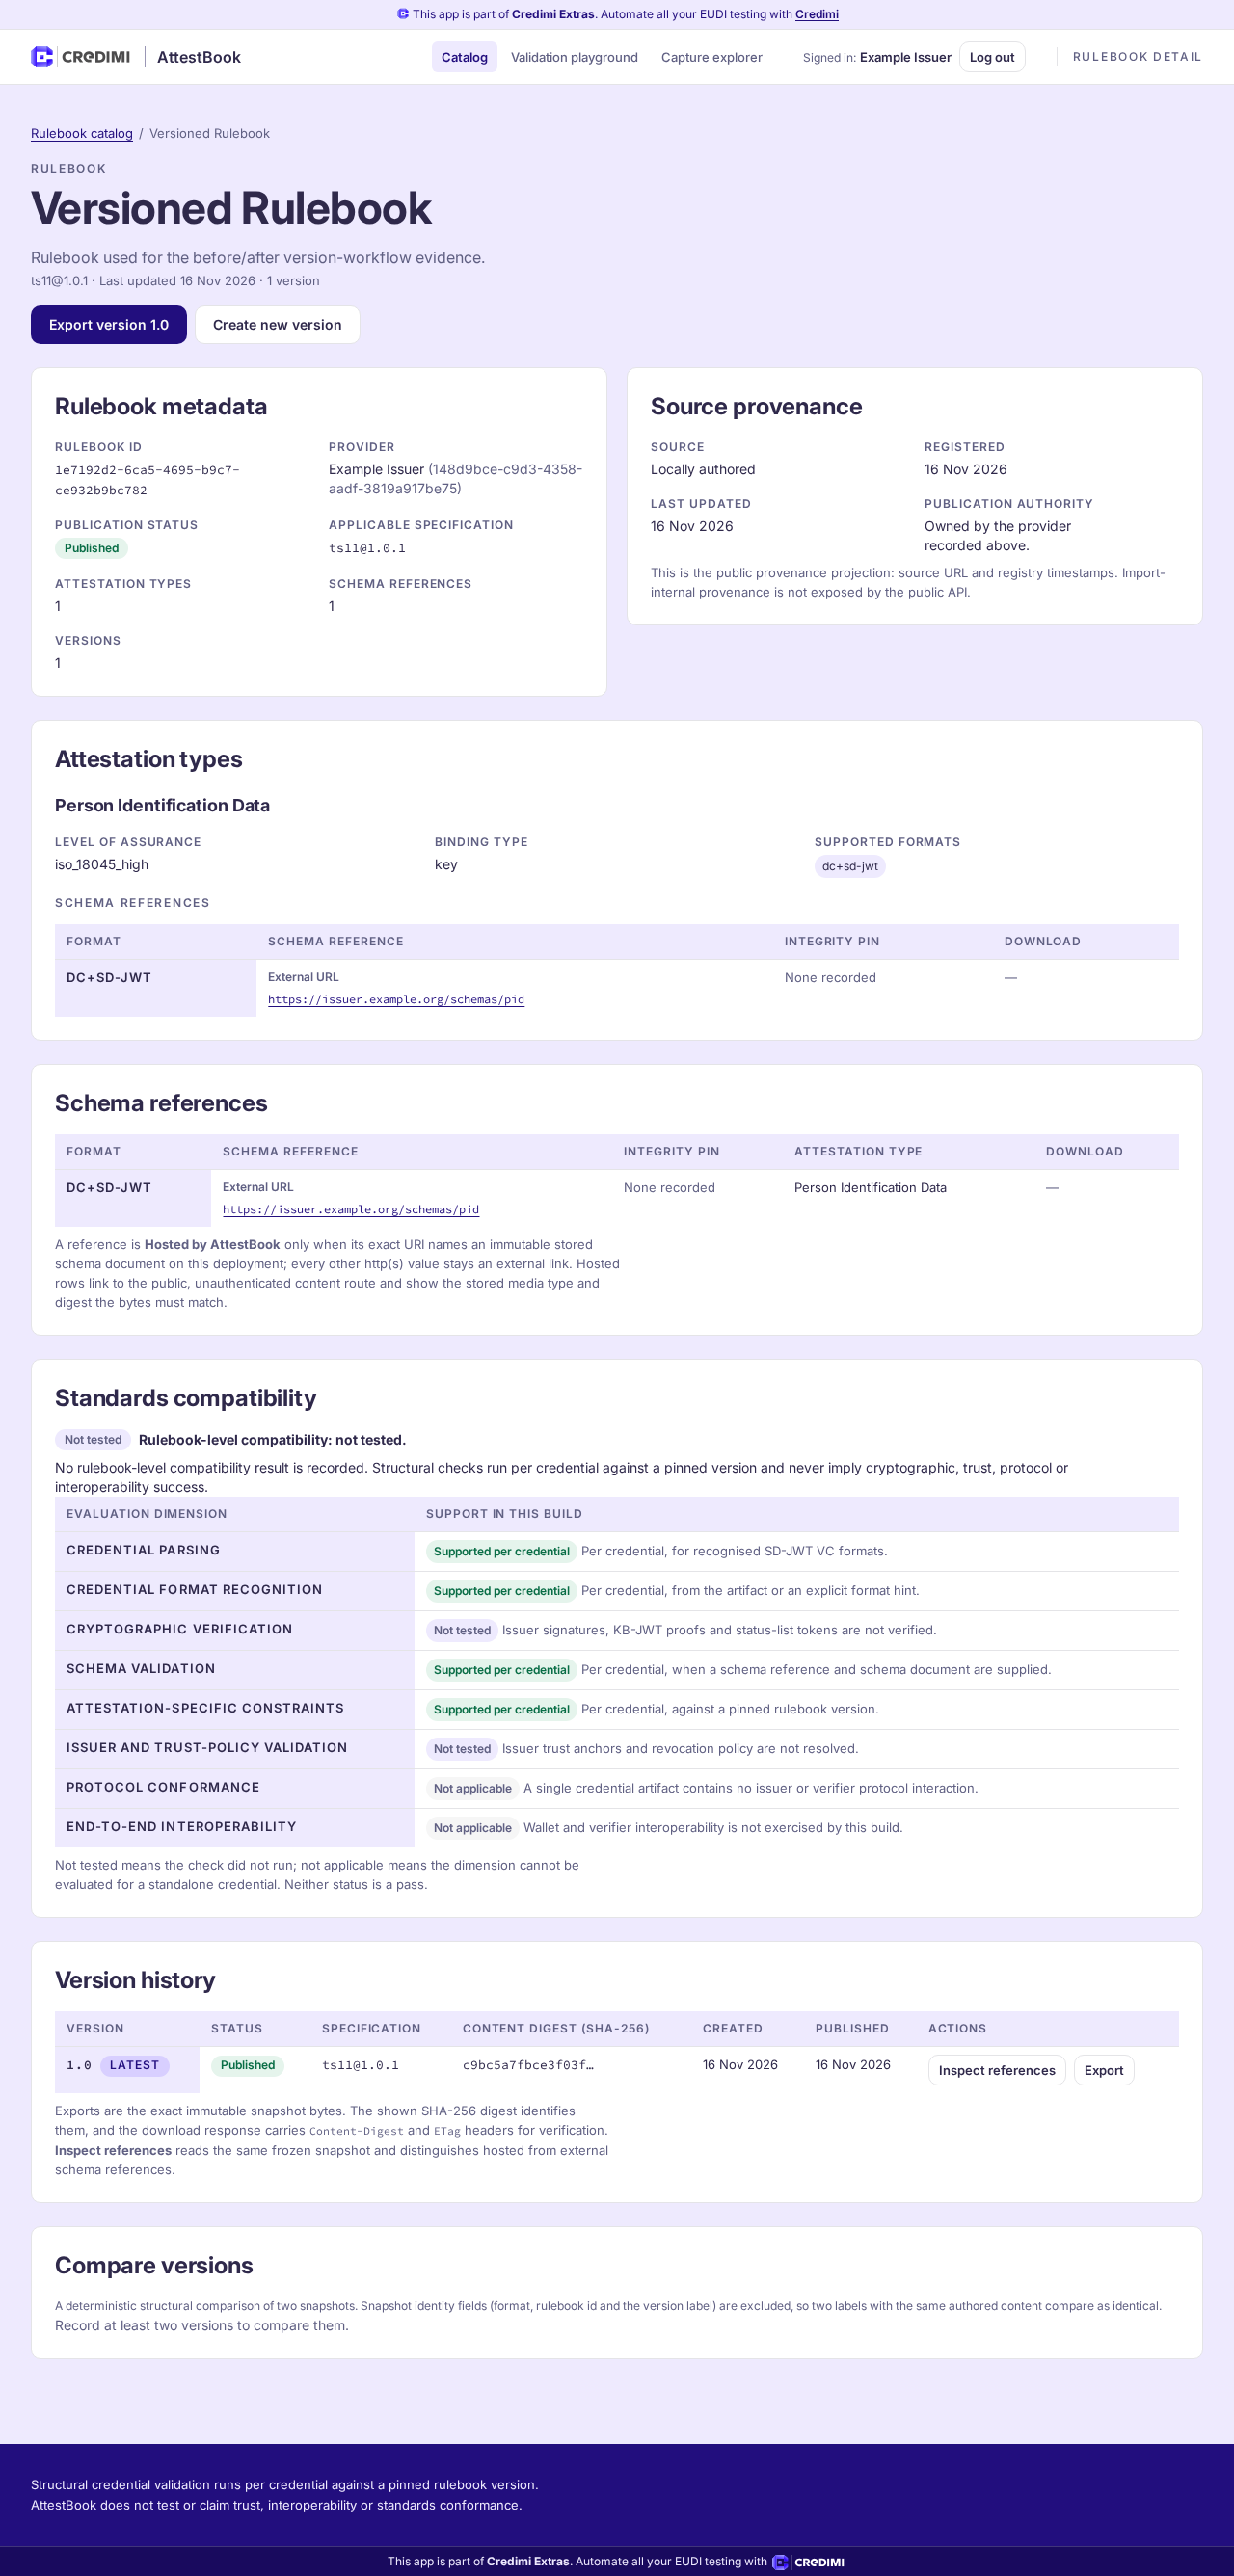 This app is part of Credimi Extras. Automate all your EUDI testing with Credimi
CREDIMI AttestBook Catalog Validation playground Capture explorer Signed in: Example Issuer Log out RULEBOOK DETAIL
Rulebook catalog / Versioned Rulebook
RULEBOOK
Versioned Rulebook
Rulebook used for the before/after version-workflow evidence.
ts11@1.0.1 · Last updated 16 Nov 2026 · 1 version
Export version 1.0 Create new version
Rulebook metadata
RULEBOOK ID
1e7192d2-6ca5-4695-b9c7-
ce932b9bc782
PROVIDER
Example Issuer (148d9bce-c9d3-4358-
aadf-3819a917be75)
PUBLICATION STATUS
Published
APPLICABLE SPECIFICATION
ts11@1.0.1
ATTESTATION TYPES
1
SCHEMA REFERENCES
1
VERSIONS
1
Source provenance
SOURCE
Locally authored
REGISTERED
16 Nov 2026
LAST UPDATED
16 Nov 2026
PUBLICATION AUTHORITY
Owned by the provider
recorded above.
This is the public provenance projection: source URL and registry timestamps. Import-
internal provenance is not exposed by the public API.
Attestation types
Person Identification Data
LEVEL OF ASSURANCE
iso_18045_high
BINDING TYPE
key
SUPPORTED FORMATS
dc+sd-jwt
SCHEMA REFERENCES
FORMAT SCHEMA REFERENCE INTEGRITY PIN DOWNLOAD
DC+SD-JWT External URL None recorded —
https://issuer.example.org/schemas/pid
Schema references
FORMAT SCHEMA REFERENCE INTEGRITY PIN ATTESTATION TYPE DOWNLOAD
DC+SD-JWT External URL None recorded Person Identification Data —
https://issuer.example.org/schemas/pid
A reference is Hosted by AttestBook only when its exact URI names an immutable stored
schema document on this deployment; every other http(s) value stays an external link. Hosted
rows link to the public, unauthenticated content route and show the stored media type and
digest the bytes must match.
Standards compatibility
Not tested Rulebook-level compatibility: not tested.
No rulebook-level compatibility result is recorded. Structural checks run per credential against a pinned version and never imply cryptographic, trust, protocol or
interoperability success.
EVALUATION DIMENSION SUPPORT IN THIS BUILD
CREDENTIAL PARSING Supported per credential Per credential, for recognised SD-JWT VC formats.
CREDENTIAL FORMAT RECOGNITION Supported per credential Per credential, from the artifact or an explicit format hint.
CRYPTOGRAPHIC VERIFICATION Not tested Issuer signatures, KB-JWT proofs and status-list tokens are not verified.
SCHEMA VALIDATION Supported per credential Per credential, when a schema reference and schema document are supplied.
ATTESTATION-SPECIFIC CONSTRAINTS Supported per credential Per credential, against a pinned rulebook version.
ISSUER AND TRUST-POLICY VALIDATION Not tested Issuer trust anchors and revocation policy are not resolved.
PROTOCOL CONFORMANCE Not applicable A single credential artifact contains no issuer or verifier protocol interaction.
END-TO-END INTEROPERABILITY Not applicable Wallet and verifier interoperability is not exercised by this build.
Not tested means the check did not run; not applicable means the dimension cannot be
evaluated for a standalone credential. Neither status is a pass.
Version history
VERSION STATUS SPECIFICATION CONTENT DIGEST (SHA-256) CREATED PUBLISHED ACTIONS
1.0 LATEST Published ts11@1.0.1 c9bc5a7fbce3f03f… 16 Nov 2026 16 Nov 2026 Inspect references Export
Exports are the exact immutable snapshot bytes. The shown SHA-256 digest identifies
them, and the download response carries Content-Digest and ETag headers for verification.
Inspect references reads the same frozen snapshot and distinguishes hosted from external
schema references.
Compare versions
A deterministic structural comparison of two snapshots. Snapshot identity fields (format, rulebook id and the version label) are excluded, so two labels with the same authored content compare as identical.
Record at least two versions to compare them.
Structural credential validation runs per credential against a pinned rulebook version.
AttestBook does not test or claim trust, interoperability or standards conformance.
This app is part of Credimi Extras. Automate all your EUDI testing with CREDIMI